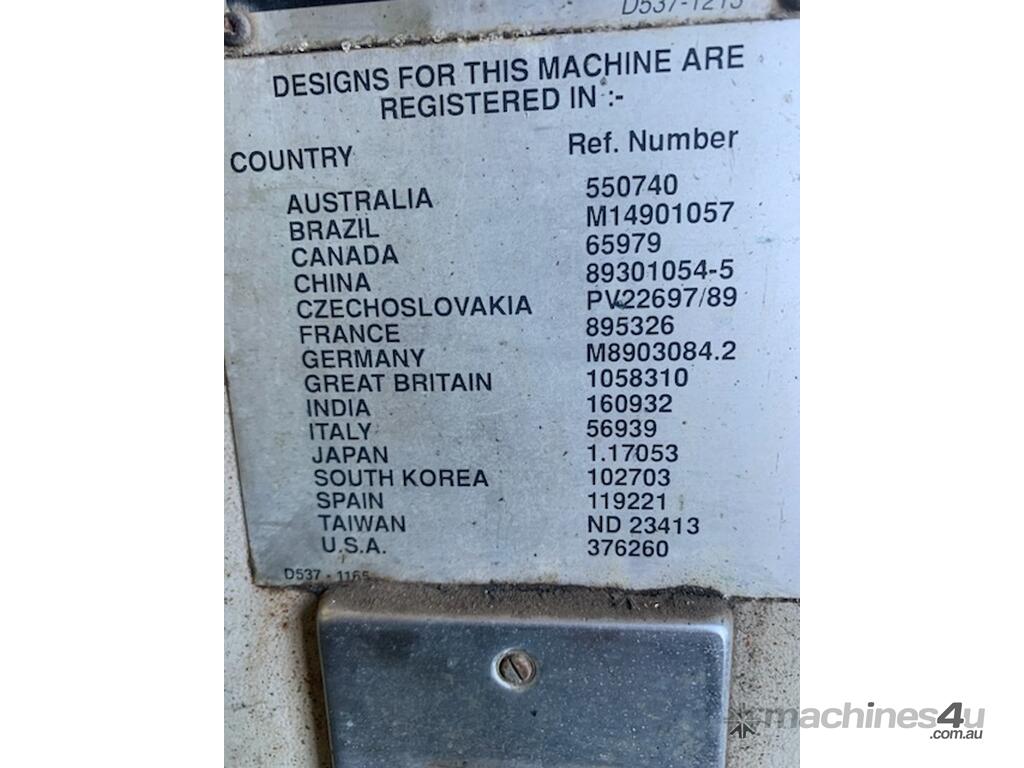 D537-1213
DESIGNS FOR THIS MACHINE ARE
REGISTERED IN :-
COUNTRY Ref. Number
AUSTRALIA 550740
BRAZIL M14901057
CANADA 65979
CHINA 89301054-5
CZECHOSLOVAKIA PV22697/89
FRANCE 895326
GERMANY M8903084.2
GREAT BRITAIN 1058310
INDIA 160932
ITALY 56939
JAPAN 1.17053
SOUTH KOREA 102703
SPAIN 119221
TAIWAN ND 23413
U.S.A. 376260
D537 - 1165
machines4u
.com.au